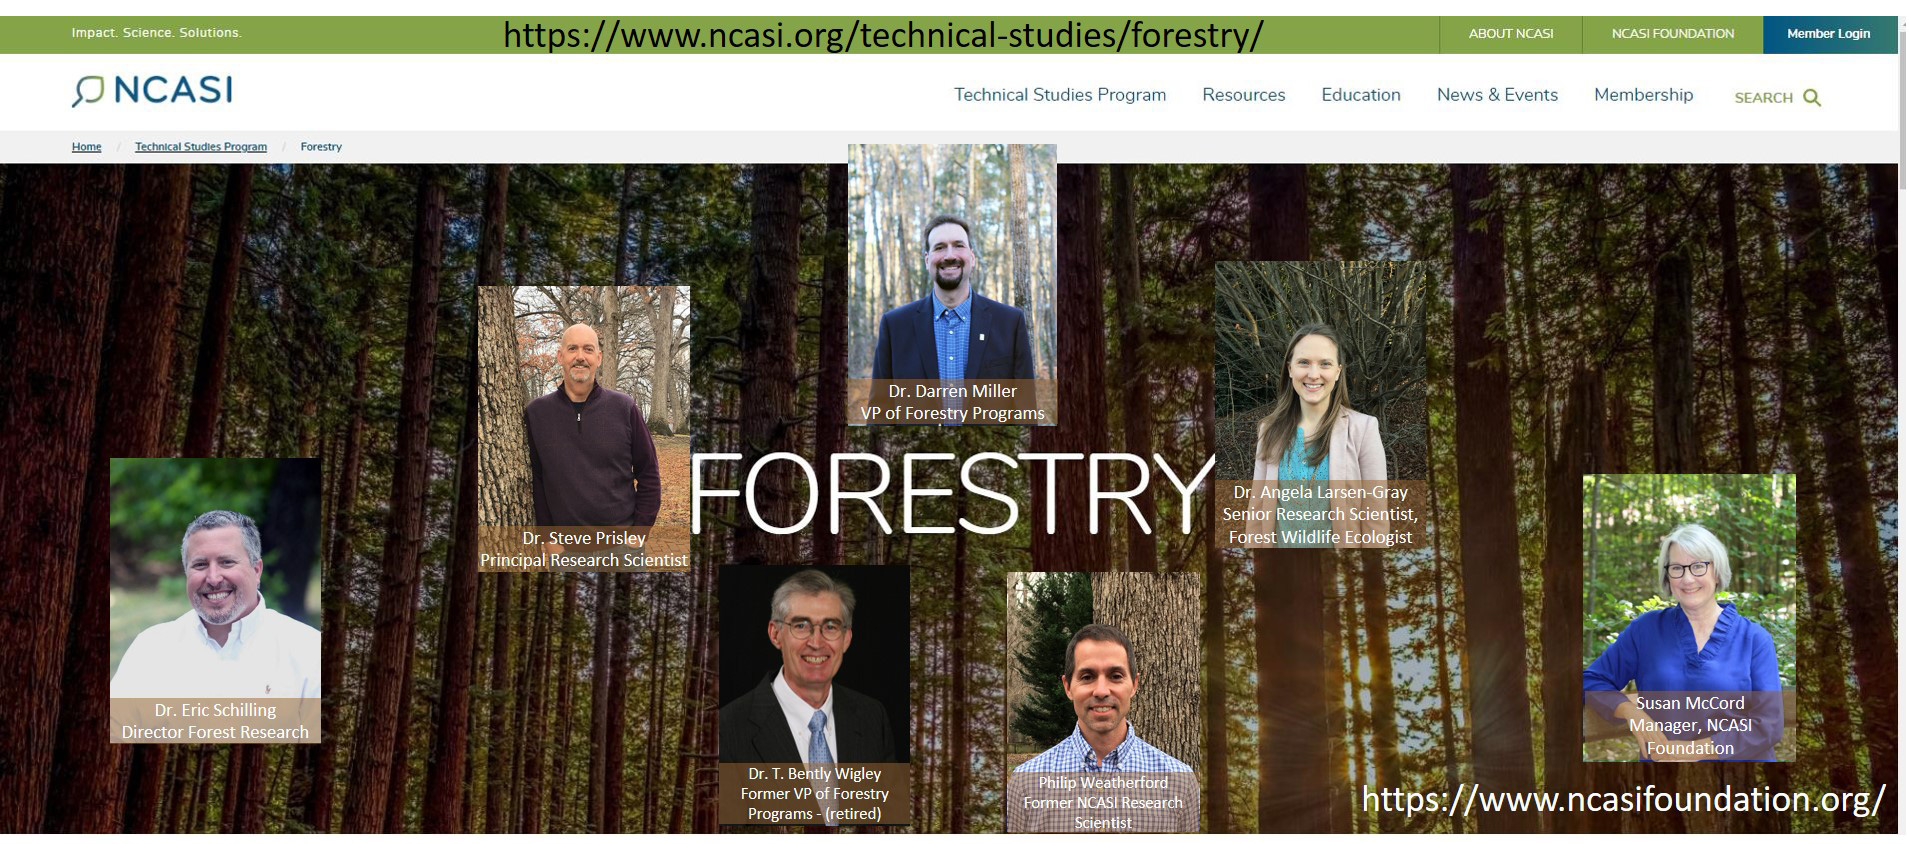 Impact. Science. Solutions.
https://www.ncasi.org/technical-studies/forestry/
ABOUT NCASI
NCASI FOUNDATION
Member Login
NCASI
Technical Studies Program
Resources
Education
News & Events
Membership
SEARCH
Home / Technical Studies Program / Forestry
Dr. Darren Miller
VP of Forestry Programs
FORESTRY
Dr. Steve Prisley
Principal Research Scientist
Dr. Angela Larsen-Gray
Senior Research Scientist,
Forest Wildlife Ecologist
Dr. Eric Schilling
Director Forest Research
Dr. T. Bently Wigley
Former VP of Forestry
Programs - (retired)
Philip Weatherford
Former NCASI Research
Scientist
Susan McCord
Manager, NCASI
Foundation
https://www.ncasifoundation.org/